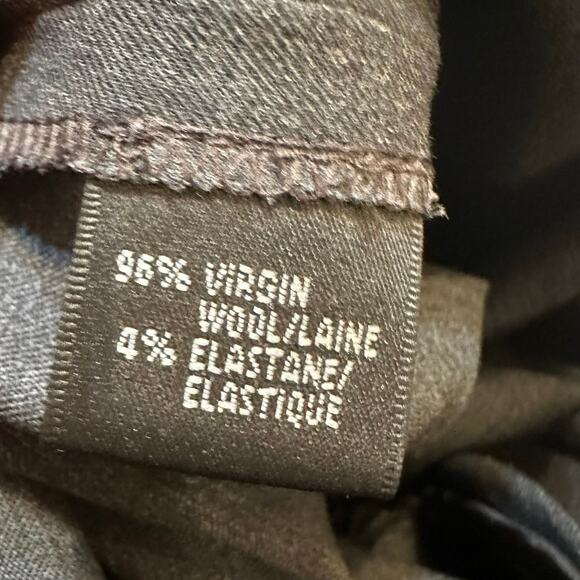 96% VIRGIN
WOOL/LAINE
4% ELASTANE/
ELASTIQUE